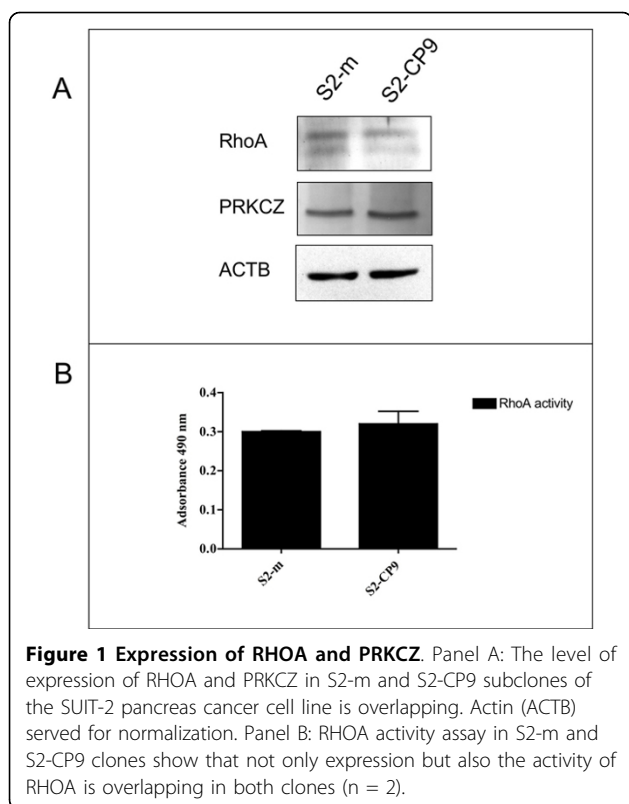 A
S2-m
S2-CP9
RhoA
PRKCZ
ACTB
B
0.4
0.3
0.2
0.1
0.0
Adsorbance 490 nm
S2-m
S2-CP9
RhoA activity
Figure 1 Expression of RHOA and PRKCZ. Panel A: The level of
expression of RHOA and PRKCZ in S2-m and S2-CP9 subclones of
the SUIT-2 pancreas cancer cell line is overlapping. Actin (ACTB)
served for normalization. Panel B: RHOA activity assay in S2-m and
S2-CP9 clones show that not only expression but also the activity of
RHOA is overlapping in both clones (n = 2).